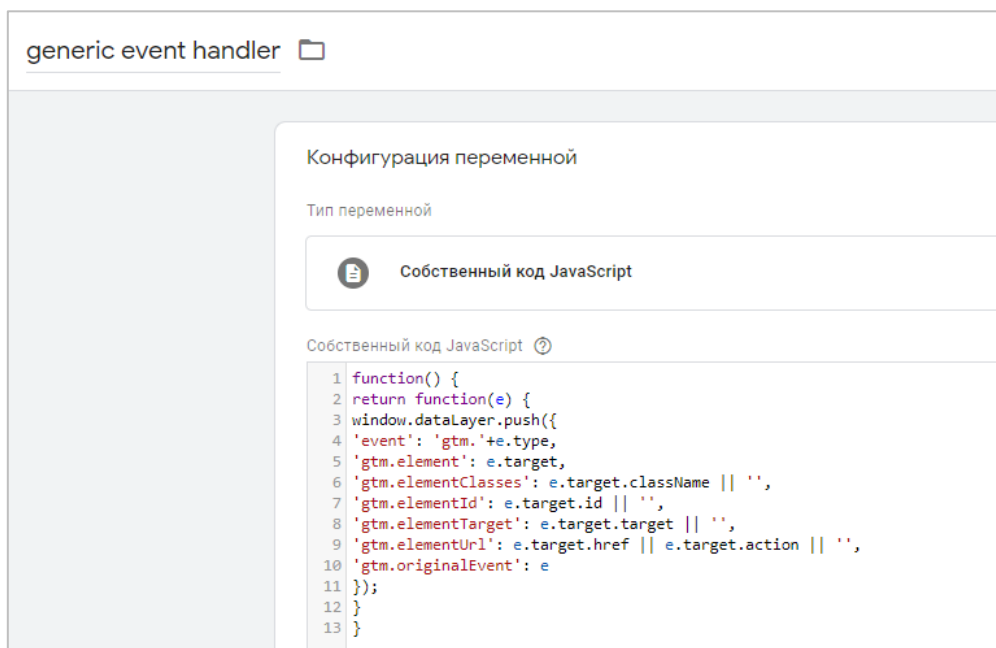 generic event handler
Конфигурация переменной
Тип переменной
Собственный код JavaScript
Собственный код JavaScript ?
1 function() {
2 return function(e) {
3 window.dataLayer.push({
4 'event': 'gtm.'+e.type,
5 'gtm.element': e.target,
6 'gtm.elementClasses': e.target.className || '',
7 'gtm.elementId': e.target.id || '',
8 'gtm.elementTarget': e.target.target || '',
9 'gtm.elementUrl': e.target.href || e.target.action || '',
10 'gtm.originalEvent': e
11 });
12 }
13 }